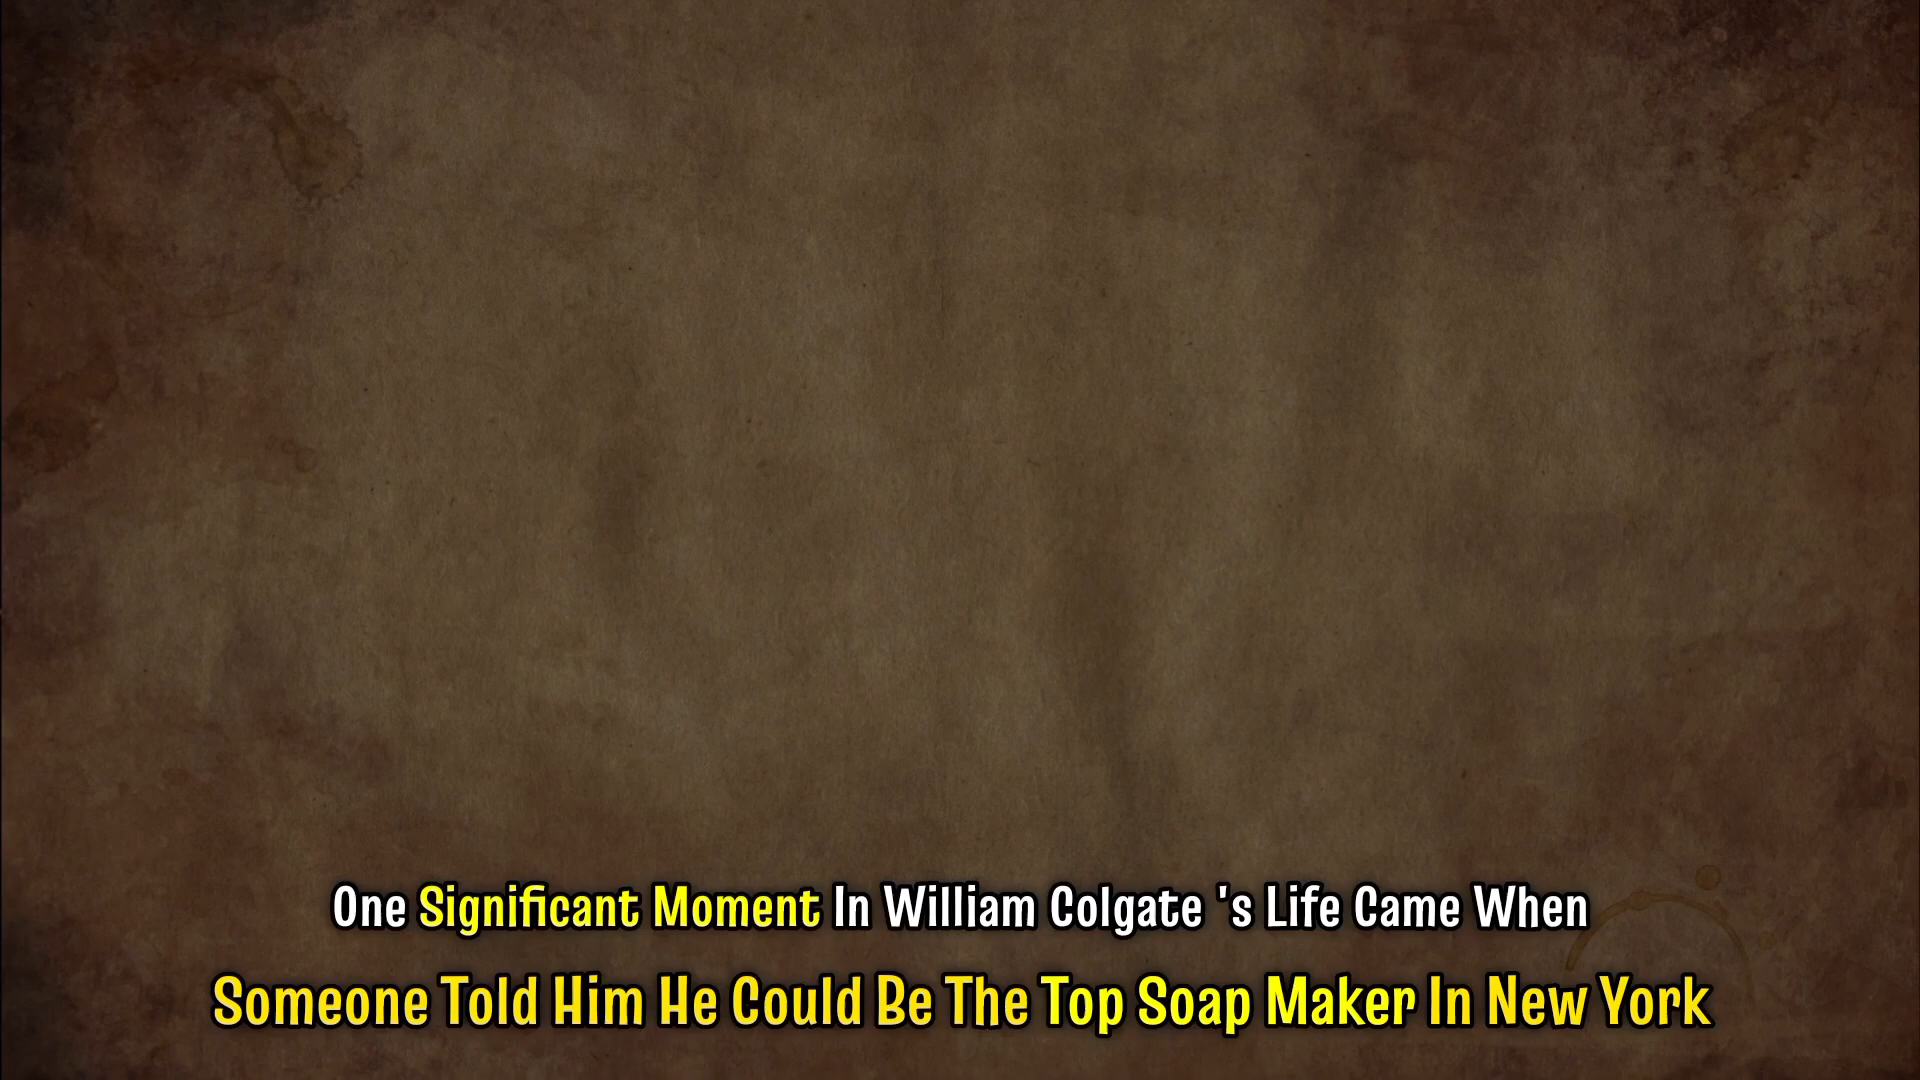 One Significant Moment In William Colgate 's Life Came When
Someone Told Him He Could Be The Top Soap Maker In New York